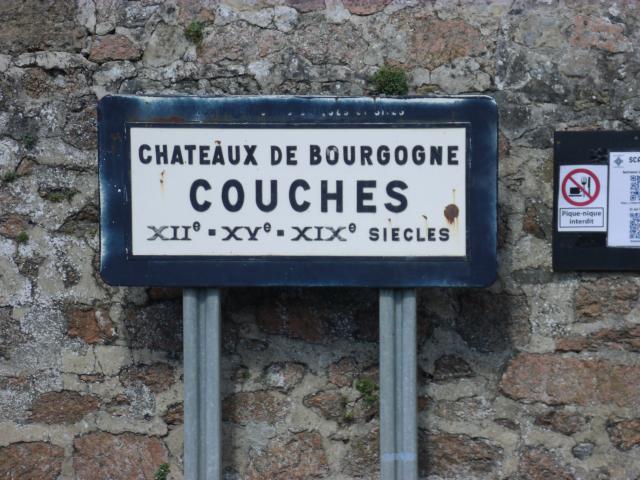 CHATEAUX DE BOURGOGNE
COUCHES
XIIe - XVe - XIXe SIECLES
Pique-nique
interdit